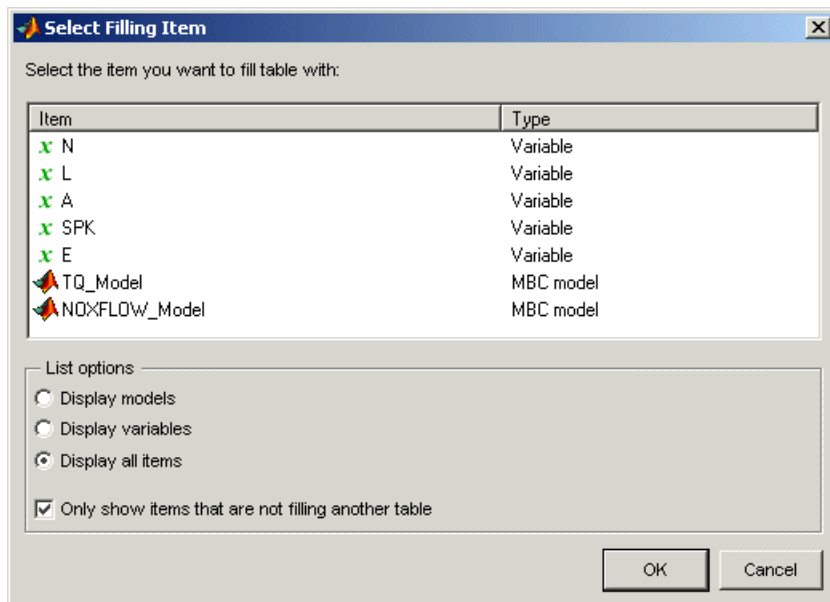 Select Filling Item
Select the item you want to fill table with:
Item Type
x N Variable
x L Variable
x A Variable
x SPK Variable
x E Variable
TQ_Model MBC model
NOXFLOW_Model MBC model
List options
Display models
Display variables
Display all items
Only show items that are not filling another table
OK Cancel